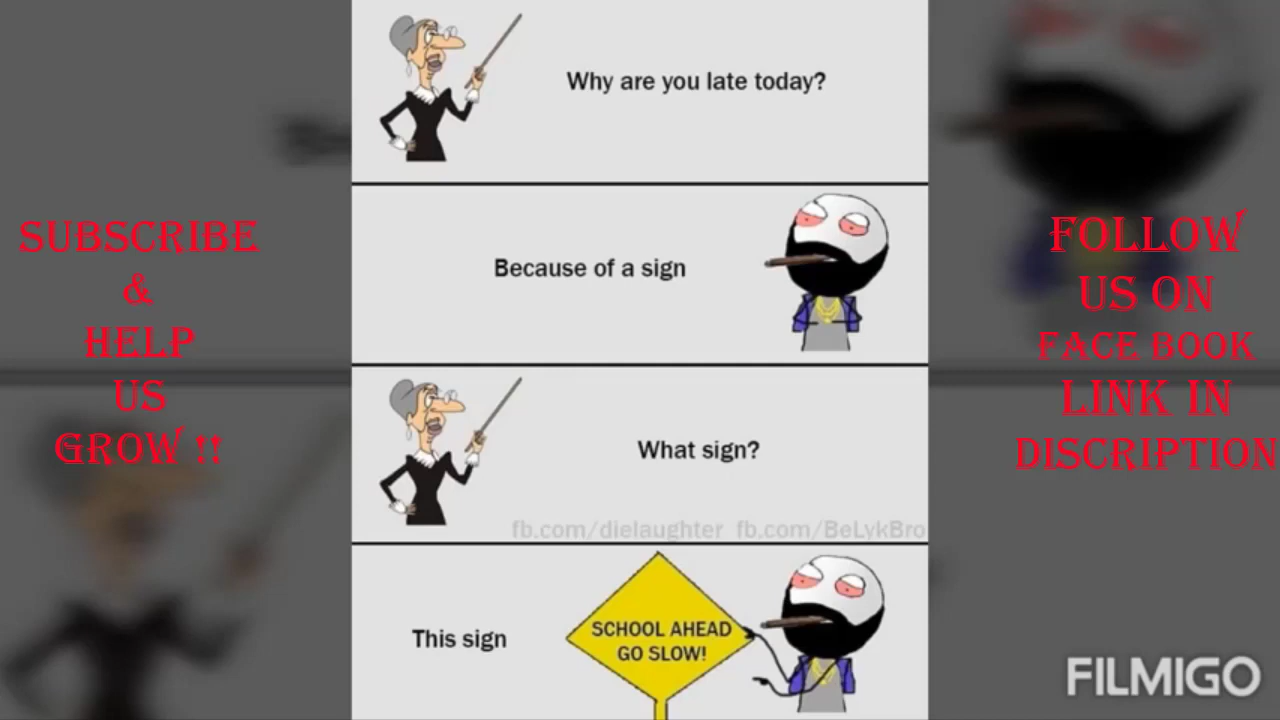 Why are you late today?
Because of a sign
What sign?
fb.com/dielaughter fb.com/BeLykBro
This sign
SCHOOL AHEAD
GO SLOW!
SUBSCRIBE
&
HELP
US
GROW !!
FOLLOW
US ON
FACE BOOK
LINK IN
DISCRIPTION
FILMIGO